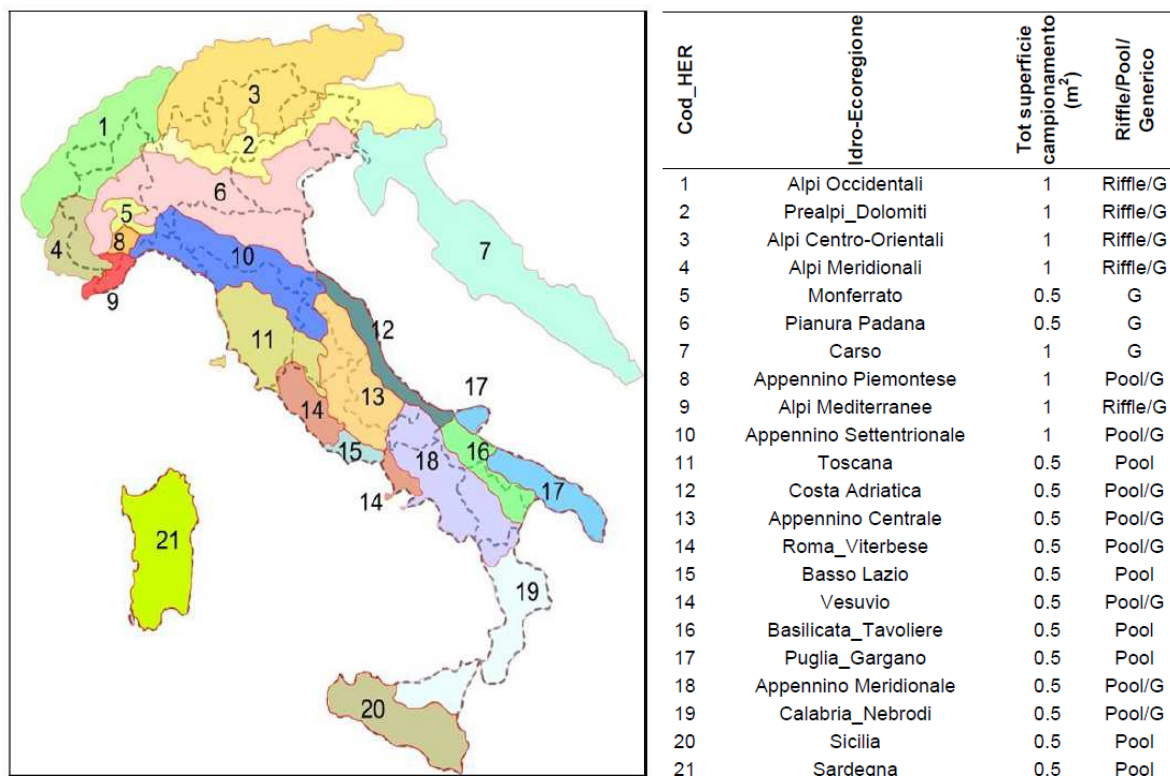 3
1
2
6
5
4
8
7
10
9
12
11
17
13
14
16
15
18
17
14
21
19
20
Cod_HER Idro-Ecoregione Tot superficie campionamento (m²) Riffle/Pool/ Generico
1 Alpi Occidentali 1 Riffle/G
2 Prealpi_Dolomiti 1 Riffle/G
3 Alpi Centro-Orientali 1 Riffle/G
4 Alpi Meridionali 1 Riffle/G
5 Monferrato 0.5 G
6 Pianura Padana 0.5 G
7 Carso 1 G
8 Appennino Piemontese 1 Pool/G
9 Alpi Mediterranee 1 Riffle/G
10 Appennino Settentrionale 1 Pool/G
11 Toscana 0.5 Pool
12 Costa Adriatica 0.5 Pool/G
13 Appennino Centrale 0.5 Pool/G
14 Roma_Viterbese 0.5 Pool/G
15 Basso Lazio 0.5 Pool
14 Vesuvio 0.5 Pool/G
16 Basilicata_Tavoliere 0.5 Pool
17 Puglia_Gargano 0.5 Pool
18 Appennino Meridionale 0.5 Pool/G
19 Calabria_Nebrodi 0.5 Pool/G
20 Sicilia 0.5 Pool
21 Sardegna 0.5 Pool